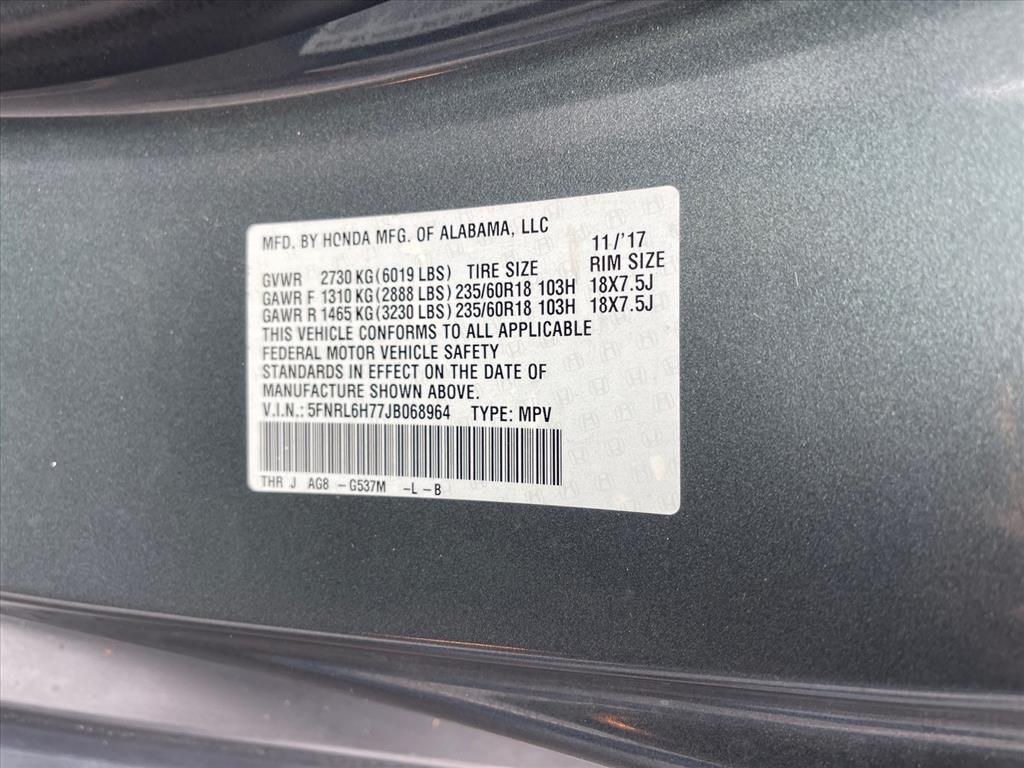 MFD. BY HONDA MFG. OF ALABAMA, LLC 11/'17
GVWR 2730 KG (6019 LBS) TIRE SIZE RIM SIZE
GAWR F 1310 KG (2888 LBS) 235/60R18 103H 18X7.5J
GAWR R 1465 KG (3230 LBS) 235/60R18 103H 18X7.5J
THIS VEHICLE CONFORMS TO ALL APPLICABLE
FEDERAL MOTOR VEHICLE SAFETY
STANDARDS IN EFFECT ON THE DATE OF
MANUFACTURE SHOWN ABOVE.
V.I.N.: 5FNRL6H77JB068964 TYPE: MPV
THR J AG8 -G537M -L -B